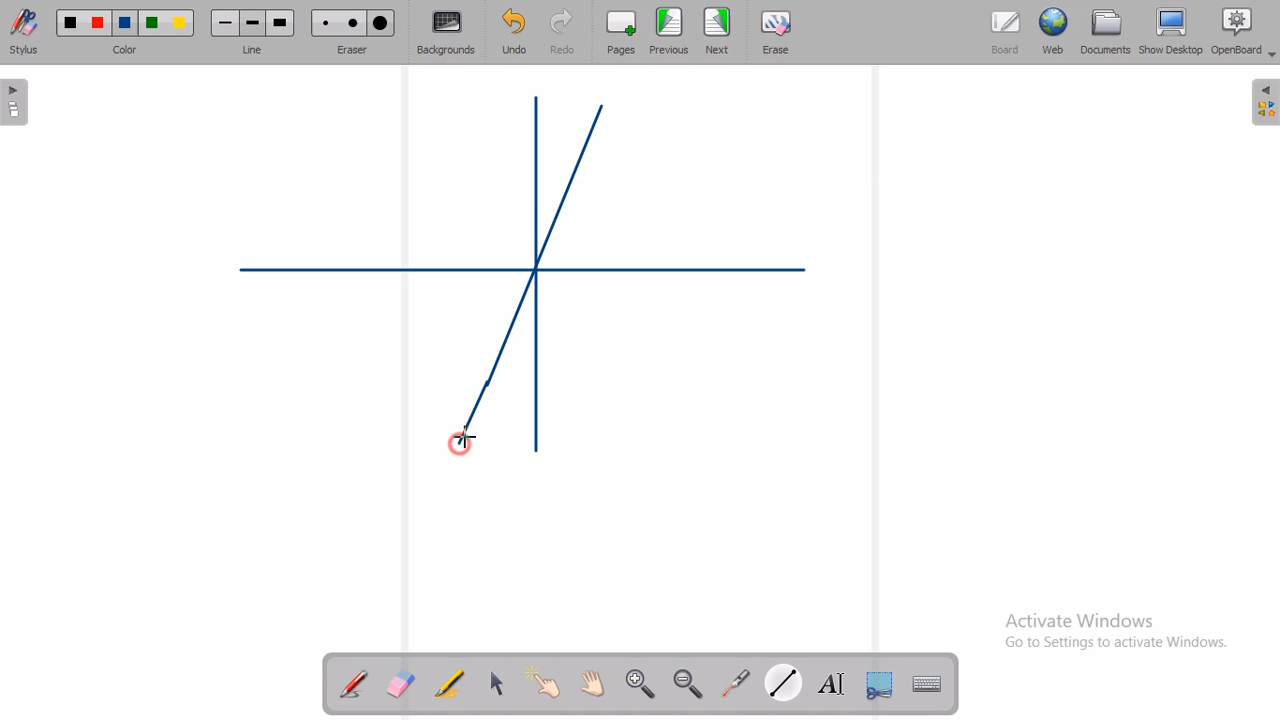 Stylus Color Line Eraser Backgrounds Undo Redo Pages Previous Next Erase Board Web Documents Show Desktop OpenBoard
Activate Windows
Go to Settings to activate Windows.
AI